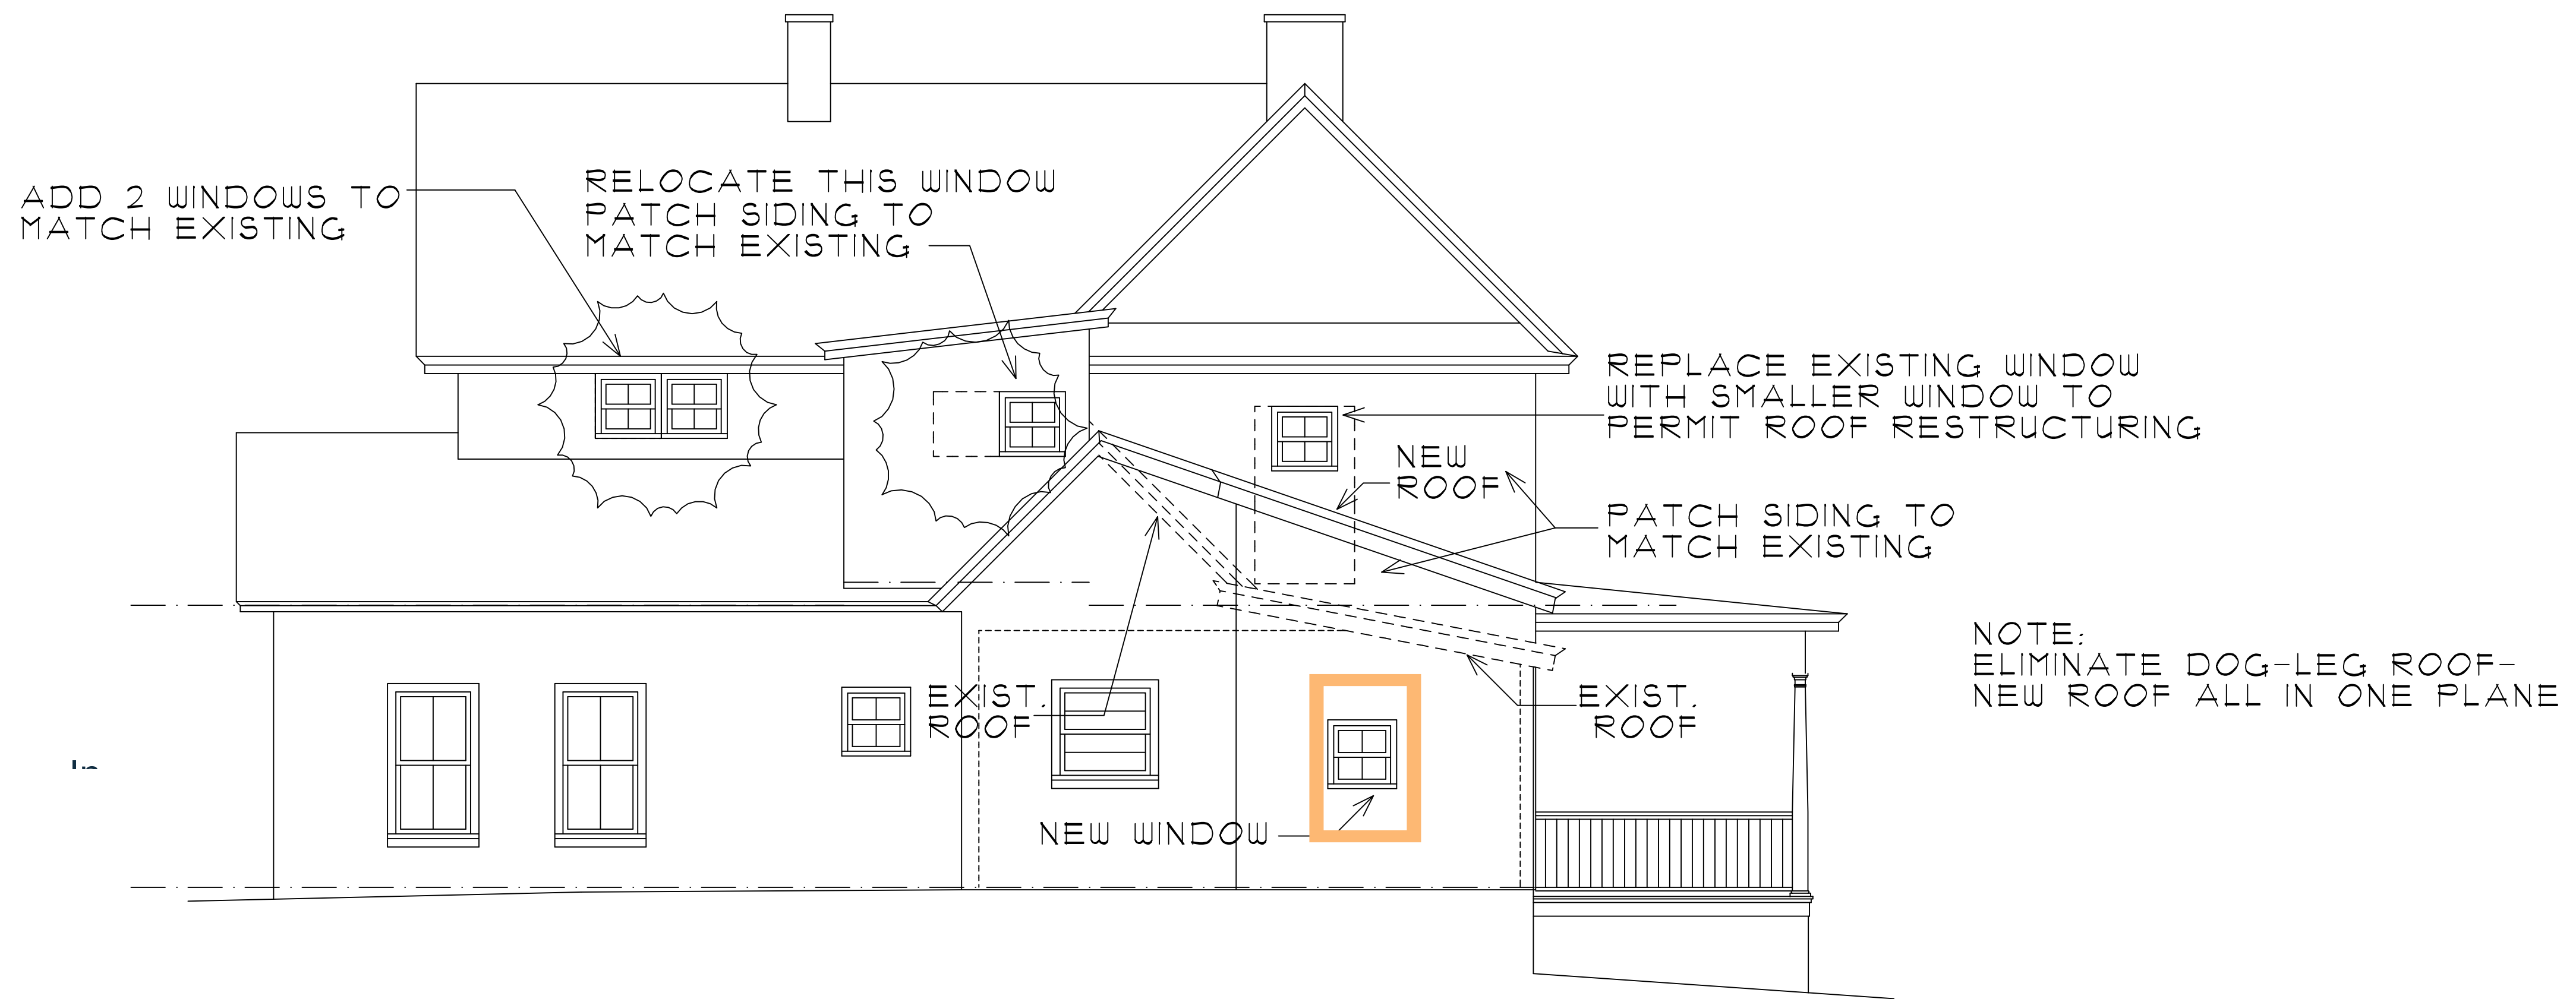 ADD 2 WINDOWS TO
MATCH EXISTING
RELOCATE THIS WINDOW
PATCH SIDING TO
MATCH EXISTING
REPLACE EXISTING WINDOW
WITH SMALLER WINDOW TO
PERMIT ROOF RESTRUCTURING
NEW
ROOF
PATCH SIDING TO
MATCH EXISTING
NOTE:
ELIMINATE DOG-LEG ROOF-
NEW ROOF ALL IN ONE PLANE
EXIST.
ROOF
EXIST.
ROOF
NEW WINDOW